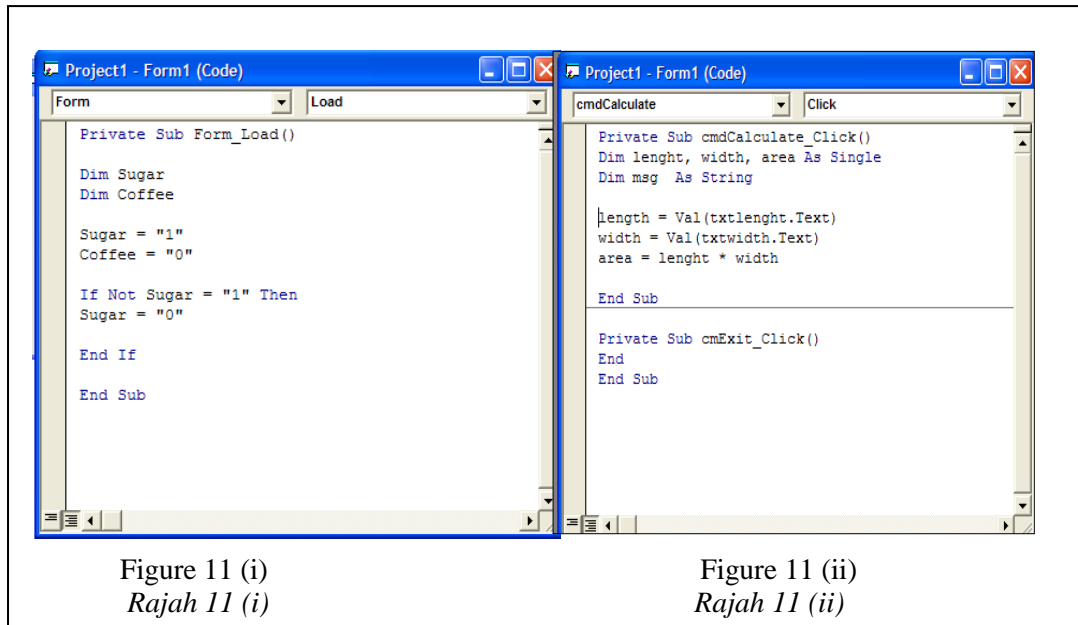 Project1 - Form1 (Code)
Form
Load
Private Sub Form_Load()
Dim Sugar
Dim Coffee
Sugar = "1"
Coffee = "0"
If Not Sugar = "1" Then
Sugar = "0"
End If
End Sub
Project1 - Form1 (Code)
cmdCalculate
Click
Private Sub cmdCalculate_Click()
Dim lenght, width, area As Single
Dim msg As String
length = Val(txtlenght.Text)
width = Val(txtwidth.Text)
area = lenght * width
End Sub
Private Sub cmExit_Click()
End
End Sub
Figure 11 (i)
Rajah 11 (i)
Figure 11 (ii)
Rajah 11 (ii)